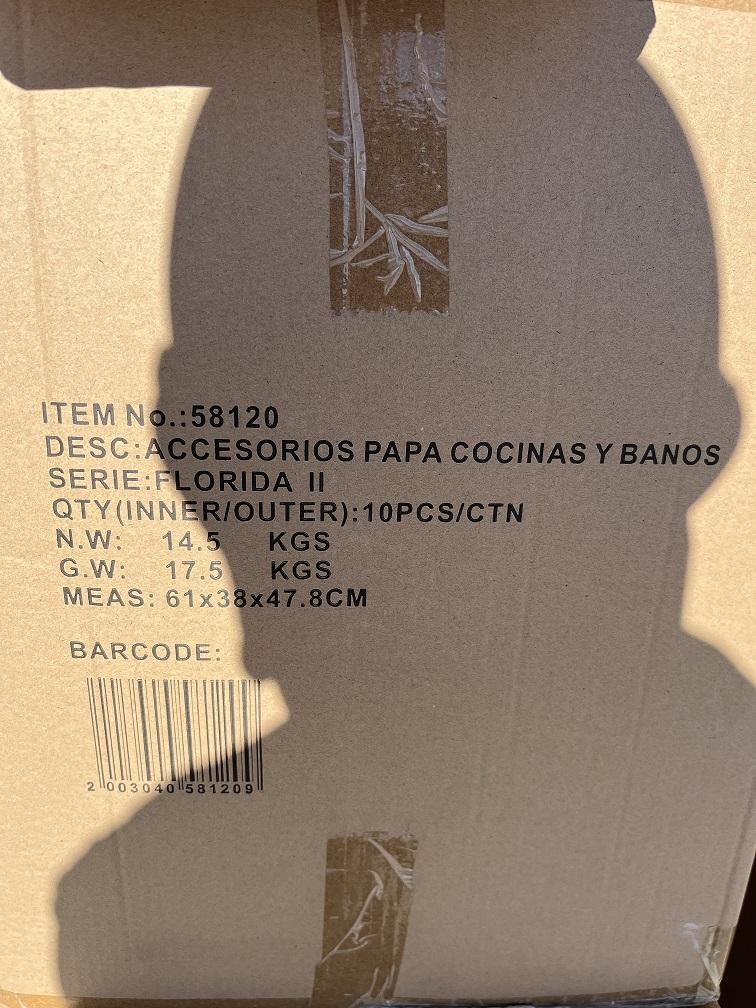 ITEM No.:58120
DESC:ACCESORIOS PAPA COCINAS Y BANOS
SERIE:FLORIDA II
QTY(INNER/OUTER):10PCS/CTN
N.W: 14.5 KGS
G.W: 17.5 KGS
MEAS: 61x38x47.8CM
BARCODE:
2 003040 581209